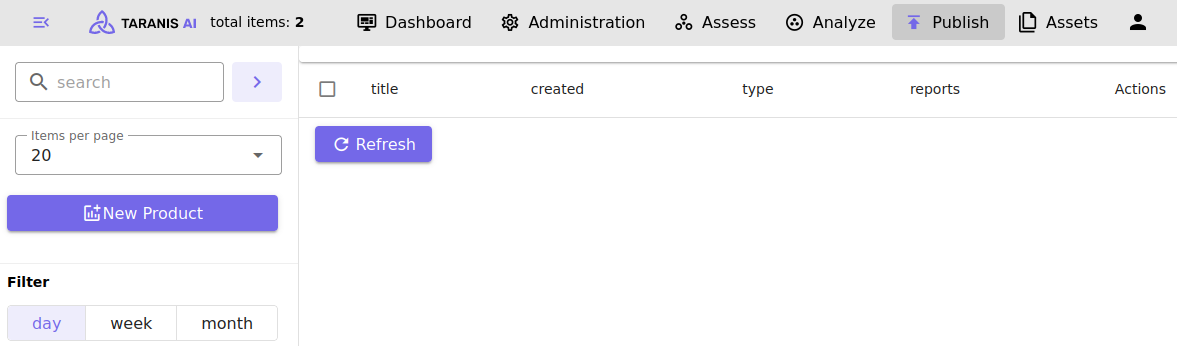 TARANIS AI total items: 2 Dashboard Administration Assess Analyze Publish Assets
search
title created type reports Actions
Items per page
20
Refresh
New Product
Filter
day week month